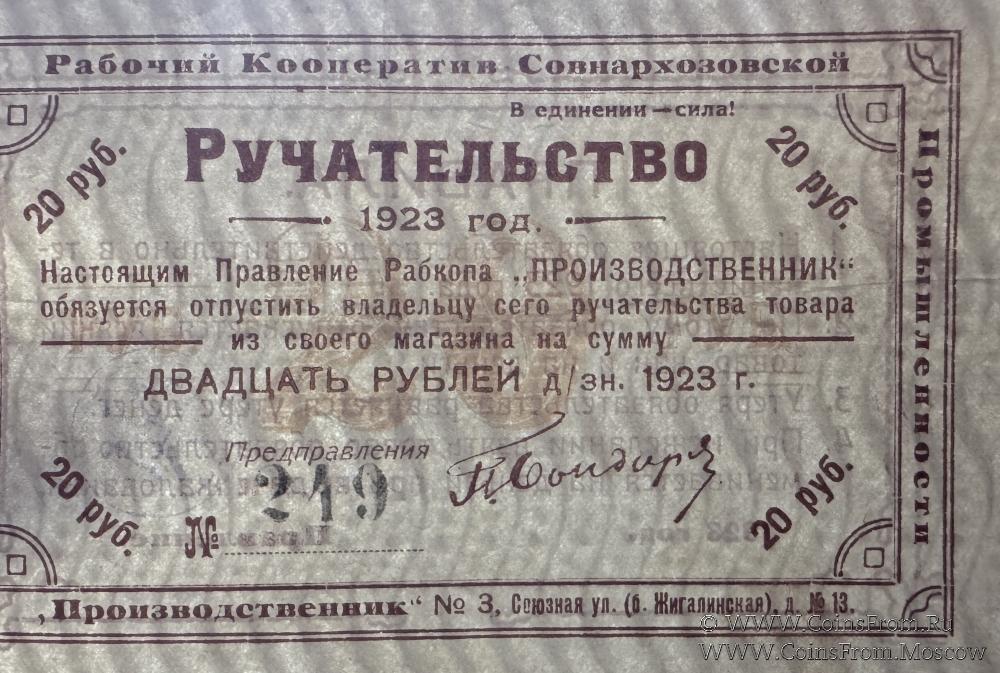 Рабочий Кооператив Совнархозовской
Промышленности
В единении — сила!
20 руб.
20 руб.
Ручательство
1923 год.
Настоящим Правление Рабкопа „ПРОИЗВОДСТВЕННИК“
обязуется отпустить владельцу сего ручательства товара
из своего магазина на сумму
ДВАДЦАТЬ РУБЛЕЙ д/зн. 1923 г.
Предправления
20 руб.
20 руб.
№ 249
„Производственник“ № 3, Союзная ул. (б. Жигалинская), д. № 13.
© WWW.CoinsFrom.Ru
WWW.CoinsFrom.Moscow